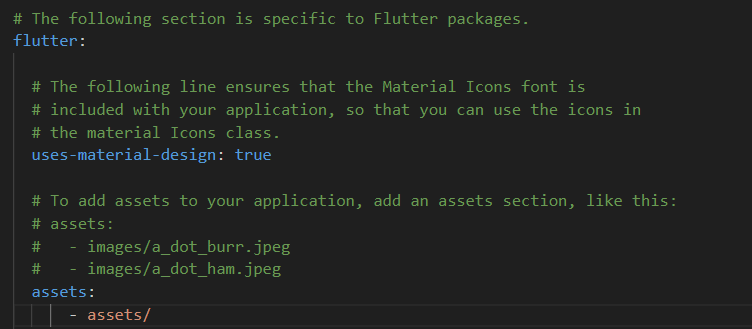 # The following section is specific to Flutter packages.
flutter:
# The following line ensures that the Material Icons font is
# included with your application, so that you can use the icons in
# the material Icons class.
uses-material-design: true
# To add assets to your application, add an assets section, like this:
# assets:
#   - images/a_dot_burr.jpeg
#   - images/a_dot_ham.jpeg
assets:
- assets/